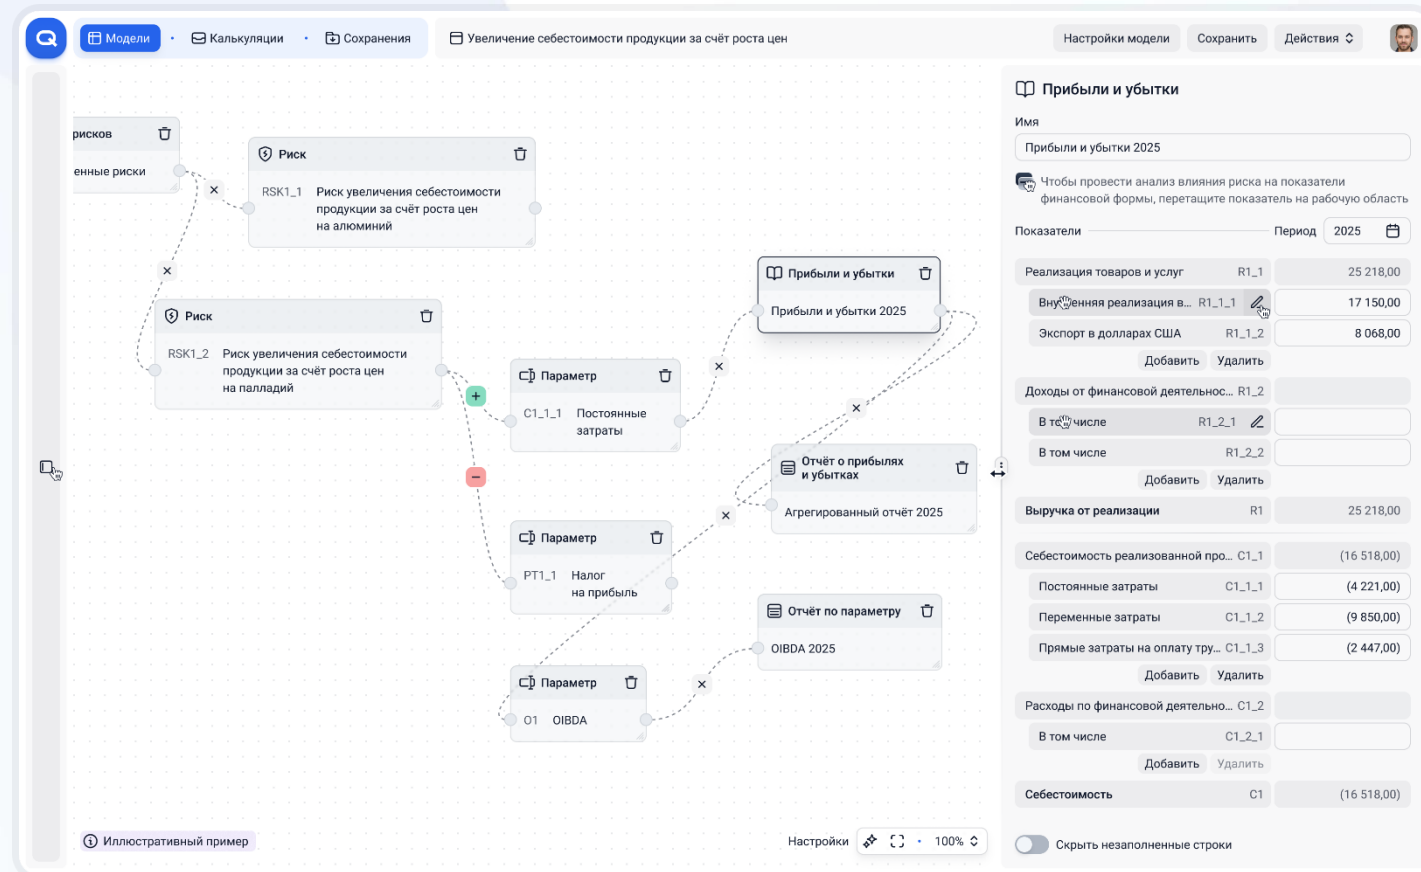 Модели
Калькуляции
Сохранения
Увеличение себестоимости продукции за счёт роста цен
Настройки модели
Сохранить
Действия
рисков
енные риски
Риск
RSK1_1
Риск увеличения себестоимости
продукции за счёт роста цен
на алюминий
Риск
RSK1_2
Риск увеличения себестоимости
продукции за счёт роста цен
на палладий
Параметр
C1_1_1
Постоянные
затраты
Параметр
PT1_1
Налог
на прибыль
Параметр
O1
OIBDA
Прибыли и убытки
Прибыли и убытки 2025
Отчёт о прибылях
и убытках
Агрегированный отчёт 2025
Отчёт по параметру
OIBDA 2025
Иллюстративный пример
Настройки
100%
Прибыли и убытки
Имя
Прибыли и убытки 2025
Чтобы провести анализ влияния риска на показатели
финансовой формы, перетащите показатель на рабочую область
Показатели
Период
2025
Реализация товаров и услуг R1_1 25 218,00
Внутренняя реализация в... R1_1_1 17 150,00
Экспорт в долларах США R1_1_2 8 068,00
Добавить Удалить
Доходы от финансовой деятельнос... R1_2
В том числе R1_2_1
В том числе R1_2_2
Добавить Удалить
Выручка от реализации R1 25 218,00
Себестоимость реализованной про... C1_1 (16 518,00)
Постоянные затраты C1_1_1 (4 221,00)
Переменные затраты C1_1_2 (9 850,00)
Прямые затраты на оплату тру... C1_1_3 (2 447,00)
Добавить Удалить
Расходы по финансовой деятельно... C1_2
В том числе C1_2_1
Добавить Удалить
Себестоимость C1 (16 518,00)
Скрыть незаполненные строки